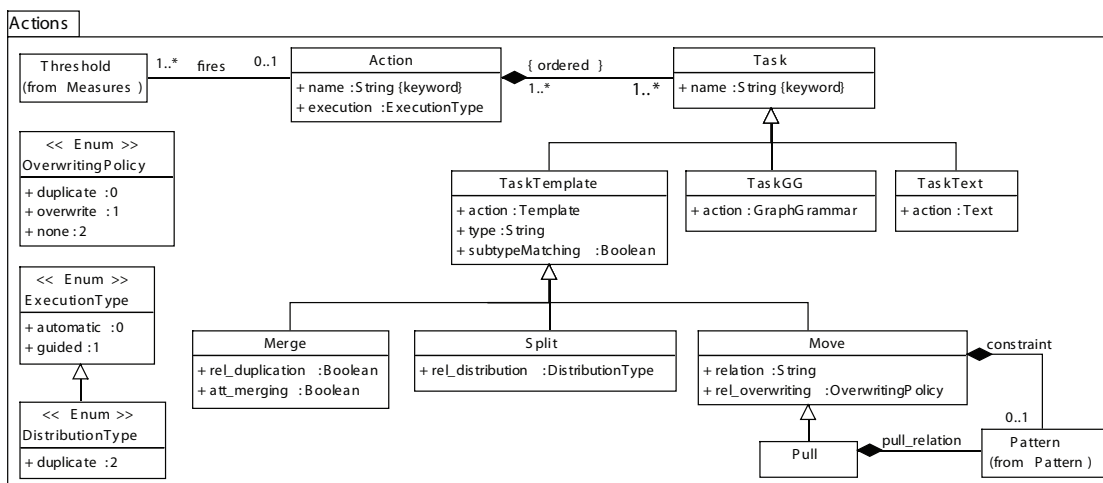 Actions
Threshold
(from Measures )
1..* fires 0..1
Action
+ name :String {keyword}
+ execution :ExecutionType
{ ordered }
1..* 1..*
Task
+ name :String {keyword}
<< Enum >>
OverwritingPolicy
+ duplicate :0
+ overwrite :1
+ none :2
TaskTemplate
+ action :Template
+ type :String
+ subtypeMatching :Boolean
TaskGG
+ action :GraphGrammar
TaskText
+ action :Text
<< Enum >>
ExecutionType
+ automatic :0
+ guided :1
Merge
+ rel_duplication :Boolean
+ att_merging :Boolean
Split
+ rel_distribution :DistributionType
Move
+ relation :String
+ rel_overwriting :OverwritingPolicy
constraint
0..1
<< Enum >>
DistributionType
+ duplicate :2
Pull
pull_relation
Pattern
(from Pattern )